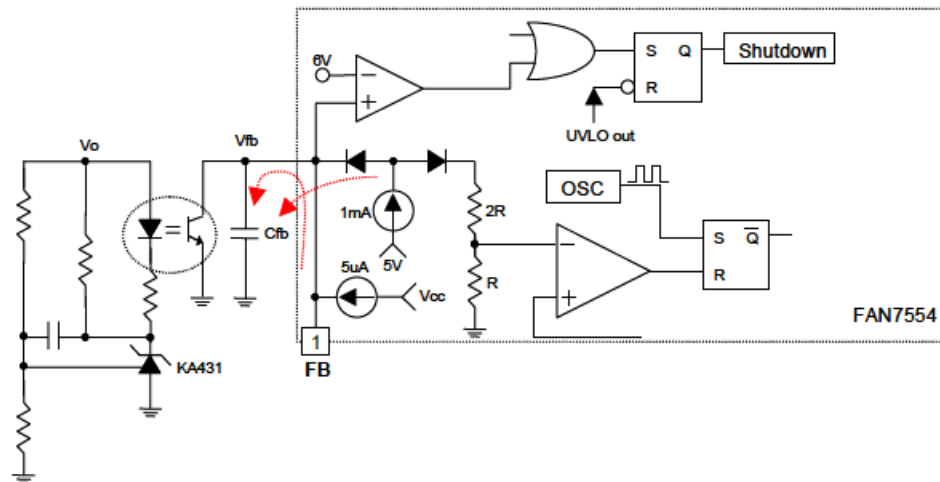 6V
S Q
R
Shutdown
UVLO out
Vo
Vfb
Cfb
1mA
5V
2R
R
OSC
S Q
R
5uA
Vcc
KA431
1
FB
FAN7554